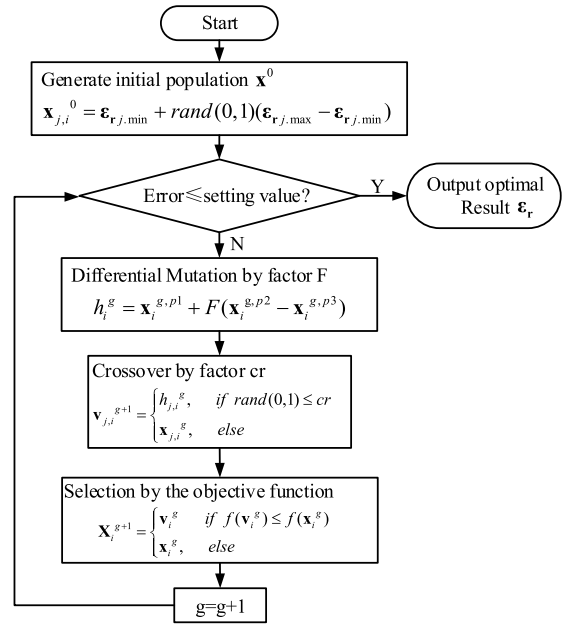 Start
Generate initial population x⁰
x_{j,i}⁰ = ε_{r j.min} + rand(0,1)(ε_{r j.max} − ε_{r j.min})
Error≤setting value?
Y
Output optimal
Result ε_r
N
Differential Mutation by factor F
h_i^g = x_i^{g,p1} + F(x_i^{g,p2} − x_i^{g,p3})
Crossover by factor cr
v_{j,i}^{g+1} = { h_{j,i}^g, if rand(0,1) ≤ cr
x_{j,i}^g, else
Selection by the objective function
X_i^{g+1} = { v_i^g if f(v_i^g) ≤ f(x_i^g)
x_i^g, else
g=g+1